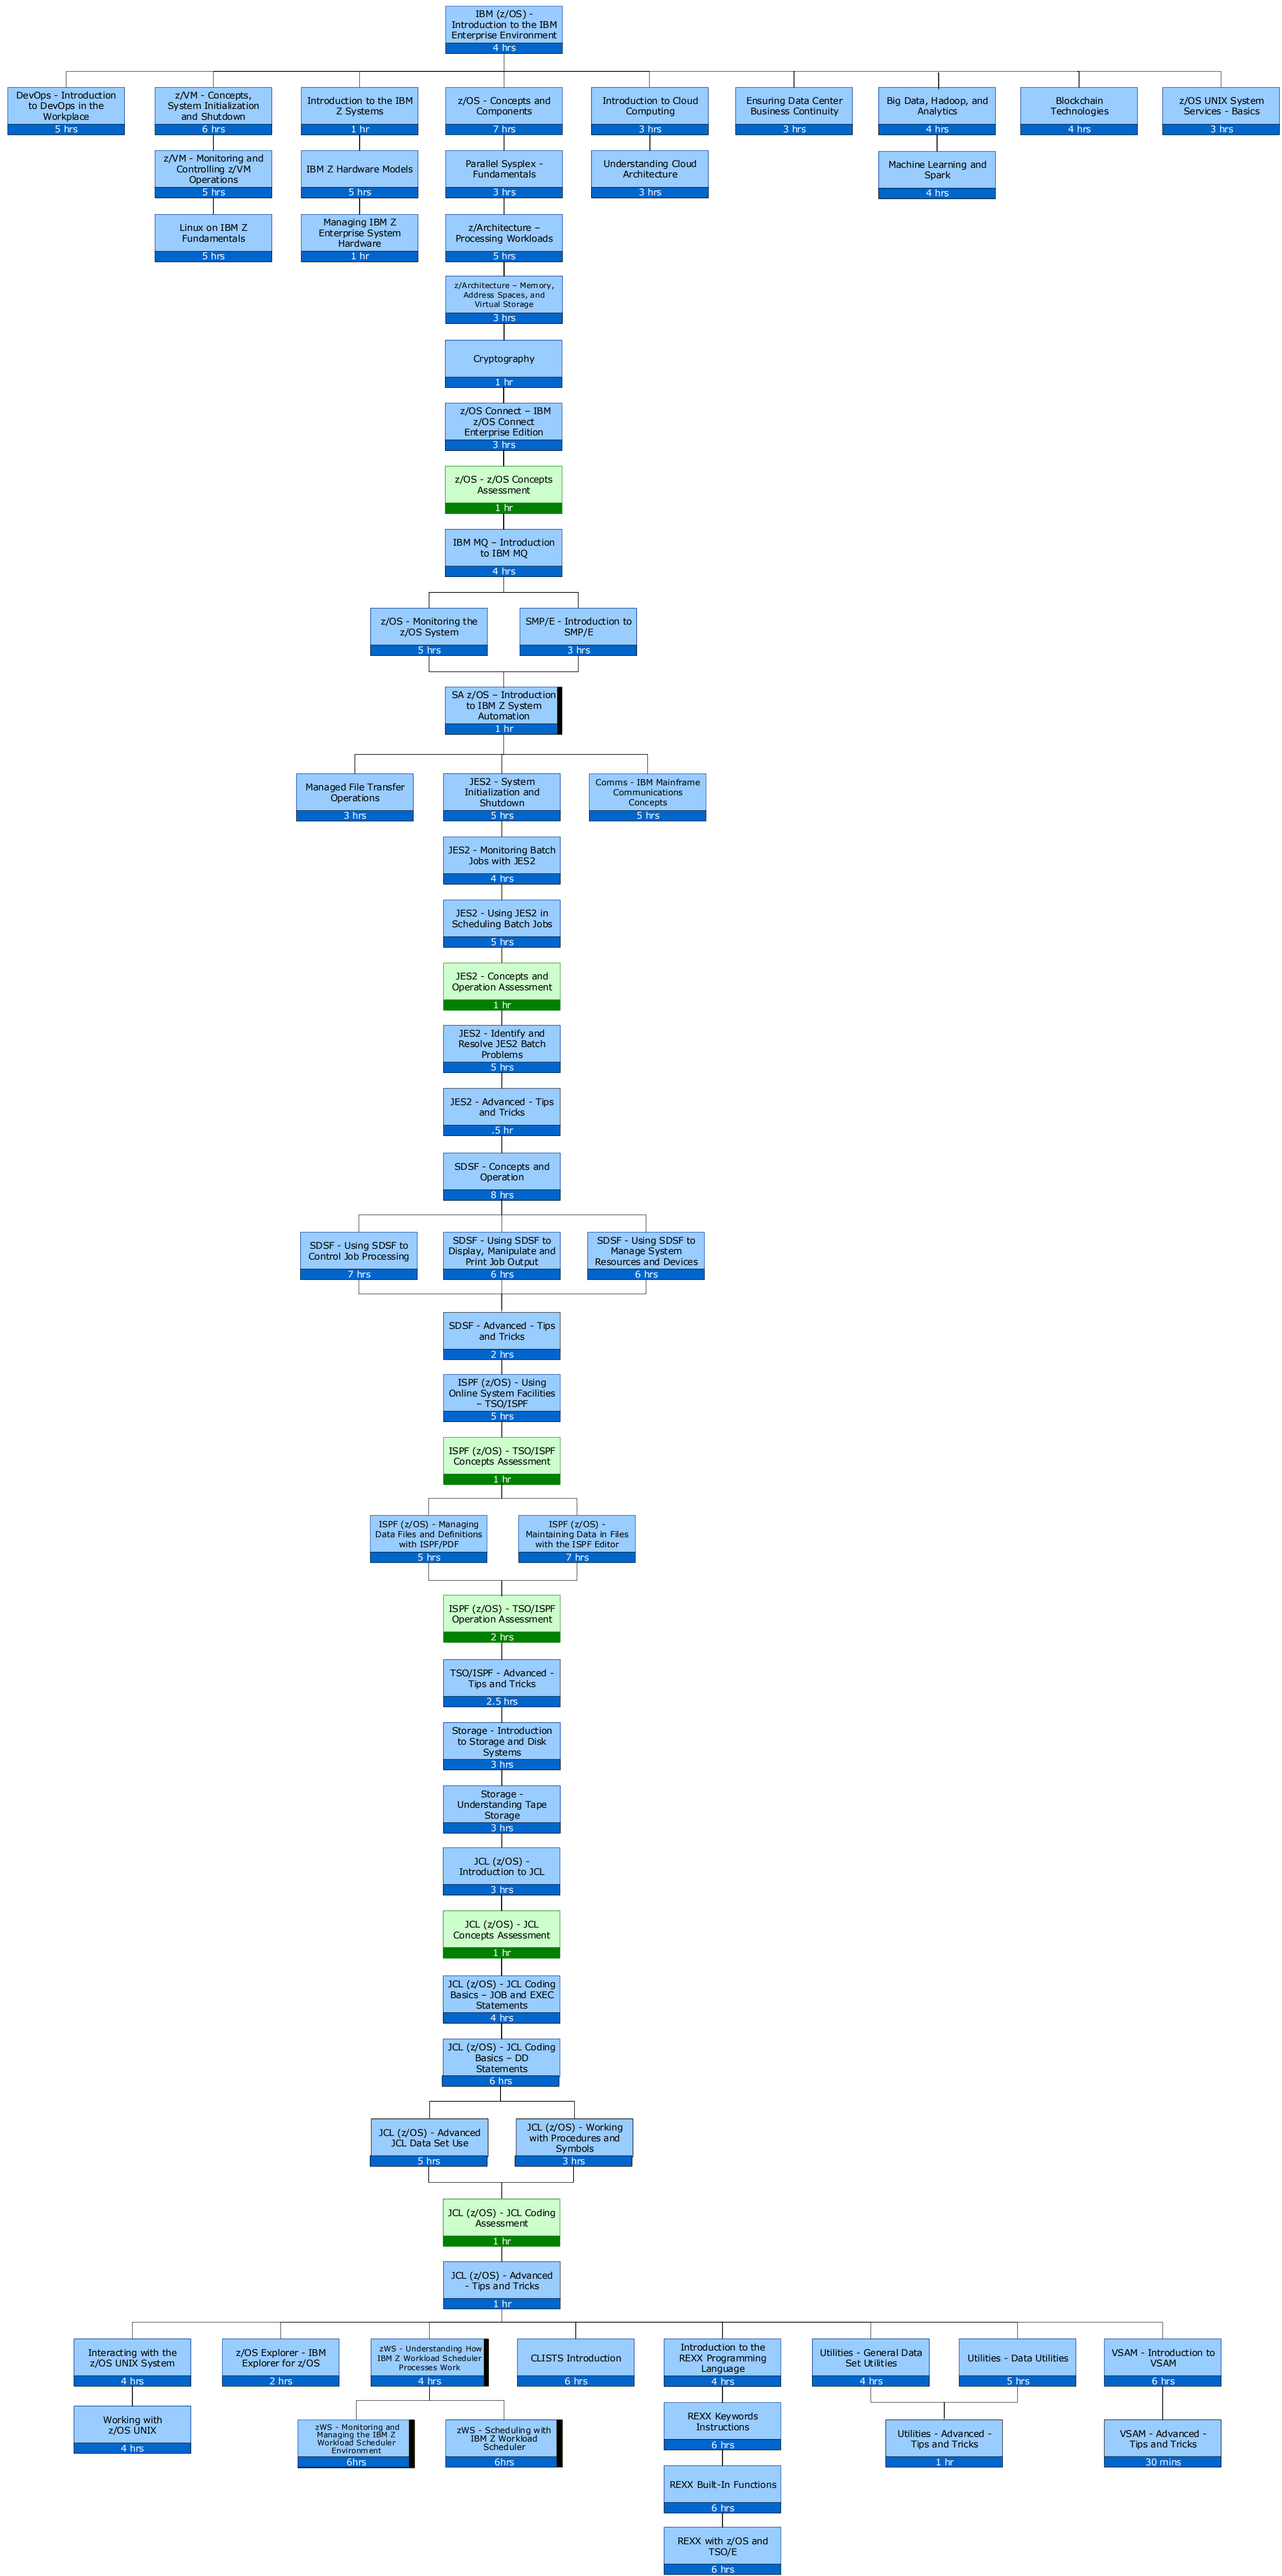 IBM (z/OS) -
Introduction to the IBM
Enterprise Environment
4 hrs
DevOps - Introduction
to DevOps in the
Workplace
5 hrs
z/VM - Concepts,
System Initialization
and Shutdown
6 hrs
Introduction to the IBM
Z Systems
1 hr
z/OS - Concepts and
Components
7 hrs
Introduction to Cloud
Computing
3 hrs
Ensuring Data Center
Business Continuity
3 hrs
Big Data, Hadoop, and
Analytics
4 hrs
Blockchain
Technologies
4 hrs
z/OS UNIX System
Services - Basics
3 hrs
z/VM - Monitoring and
Controlling z/VM
Operations
5 hrs
IBM Z Hardware Models
5 hrs
Parallel Sysplex -
Fundamentals
3 hrs
Understanding Cloud
Architecture
3 hrs
Machine Learning and
Spark
4 hrs
Linux on IBM Z
Fundamentals
5 hrs
Managing IBM Z
Enterprise System
Hardware
1 hr
z/Architecture –
Processing Workloads
5 hrs
z/Architecture – Memory,
Address Spaces, and
Virtual Storage
3 hrs
Cryptography
1 hr
z/OS Connect – IBM
z/OS Connect
Enterprise Edition
3 hrs
z/OS - z/OS Concepts
Assessment
1 hr
IBM MQ – Introduction
to IBM MQ
4 hrs
z/OS - Monitoring the
z/OS System
5 hrs
SMP/E - Introduction to
SMP/E
3 hrs
SA z/OS – Introduction
to IBM Z System
Automation
1 hr
Managed File Transfer
Operations
3 hrs
JES2 - System
Initialization and
Shutdown
5 hrs
Comms - IBM Mainframe
Communications
Concepts
5 hrs
JES2 - Monitoring Batch
Jobs with JES2
4 hrs
JES2 - Using JES2 in
Scheduling Batch Jobs
5 hrs
JES2 - Concepts and
Operation Assessment
1 hr
JES2 - Identify and
Resolve JES2 Batch
Problems
5 hrs
JES2 - Advanced - Tips
and Tricks
.5 hr
SDSF - Concepts and
Operation
8 hrs
SDSF - Using SDSF to
Control Job Processing
7 hrs
SDSF - Using SDSF to
Display, Manipulate and
Print Job Output
6 hrs
SDSF - Using SDSF to
Manage System
Resources and Devices
6 hrs
SDSF - Advanced - Tips
and Tricks
2 hrs
ISPF (z/OS) - Using
Online System Facilities
– TSO/ISPF
5 hrs
ISPF (z/OS) - TSO/ISPF
Concepts Assessment
1 hr
ISPF (z/OS) - Managing
Data Files and Definitions
with ISPF/PDF
5 hrs
ISPF (z/OS) -
Maintaining Data in Files
with the ISPF Editor
7 hrs
ISPF (z/OS) - TSO/ISPF
Operation Assessment
2 hrs
TSO/ISPF - Advanced -
Tips and Tricks
2.5 hrs
Storage - Introduction
to Storage and Disk
Systems
3 hrs
Storage -
Understanding Tape
Storage
3 hrs
JCL (z/OS) -
Introduction to JCL
3 hrs
JCL (z/OS) - JCL
Concepts Assessment
1 hr
JCL (z/OS) - JCL Coding
Basics – JOB and EXEC
Statements
4 hrs
JCL (z/OS) - JCL Coding
Basics – DD
Statements
6 hrs
JCL (z/OS) - Advanced
JCL Data Set Use
5 hrs
JCL (z/OS) - Working
with Procedures and
Symbols
3 hrs
JCL (z/OS) - JCL Coding
Assessment
1 hr
JCL (z/OS) - Advanced
- Tips and Tricks
1 hr
Interacting with the
z/OS UNIX System
4 hrs
z/OS Explorer - IBM
Explorer for z/OS
2 hrs
zWS - Understanding How
IBM Z Workload Scheduler
Processes Work
4 hrs
CLISTS Introduction
6 hrs
Introduction to the
REXX Programming
Language
4 hrs
Utilities - General Data
Set Utilities
4 hrs
Utilities - Data Utilities
5 hrs
VSAM - Introduction to
VSAM
6 hrs
Working with
z/OS UNIX
4 hrs
zWS - Monitoring and
Managing the IBM Z
Workload Scheduler
Environment
6hrs
zWS - Scheduling with
IBM Z Workload
Scheduler
6hrs
REXX Keywords
Instructions
6 hrs
Utilities - Advanced -
Tips and Tricks
1 hr
VSAM - Advanced -
Tips and Tricks
30 mins
REXX Built-In Functions
6 hrs
REXX with z/OS and
TSO/E
6 hrs